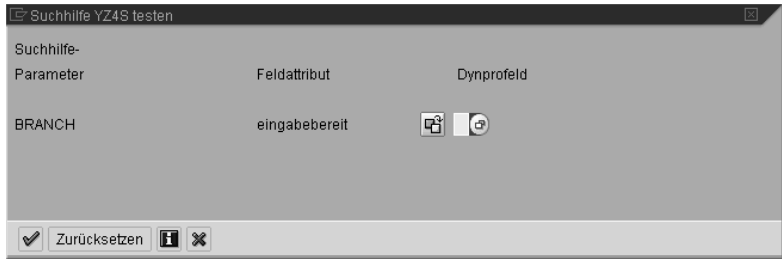 Suchhilfe YZ4S testen
Suchhilfe-
Parameter Feldattribut Dynprofeld
BRANCH eingabebereit
Zurücksetzen